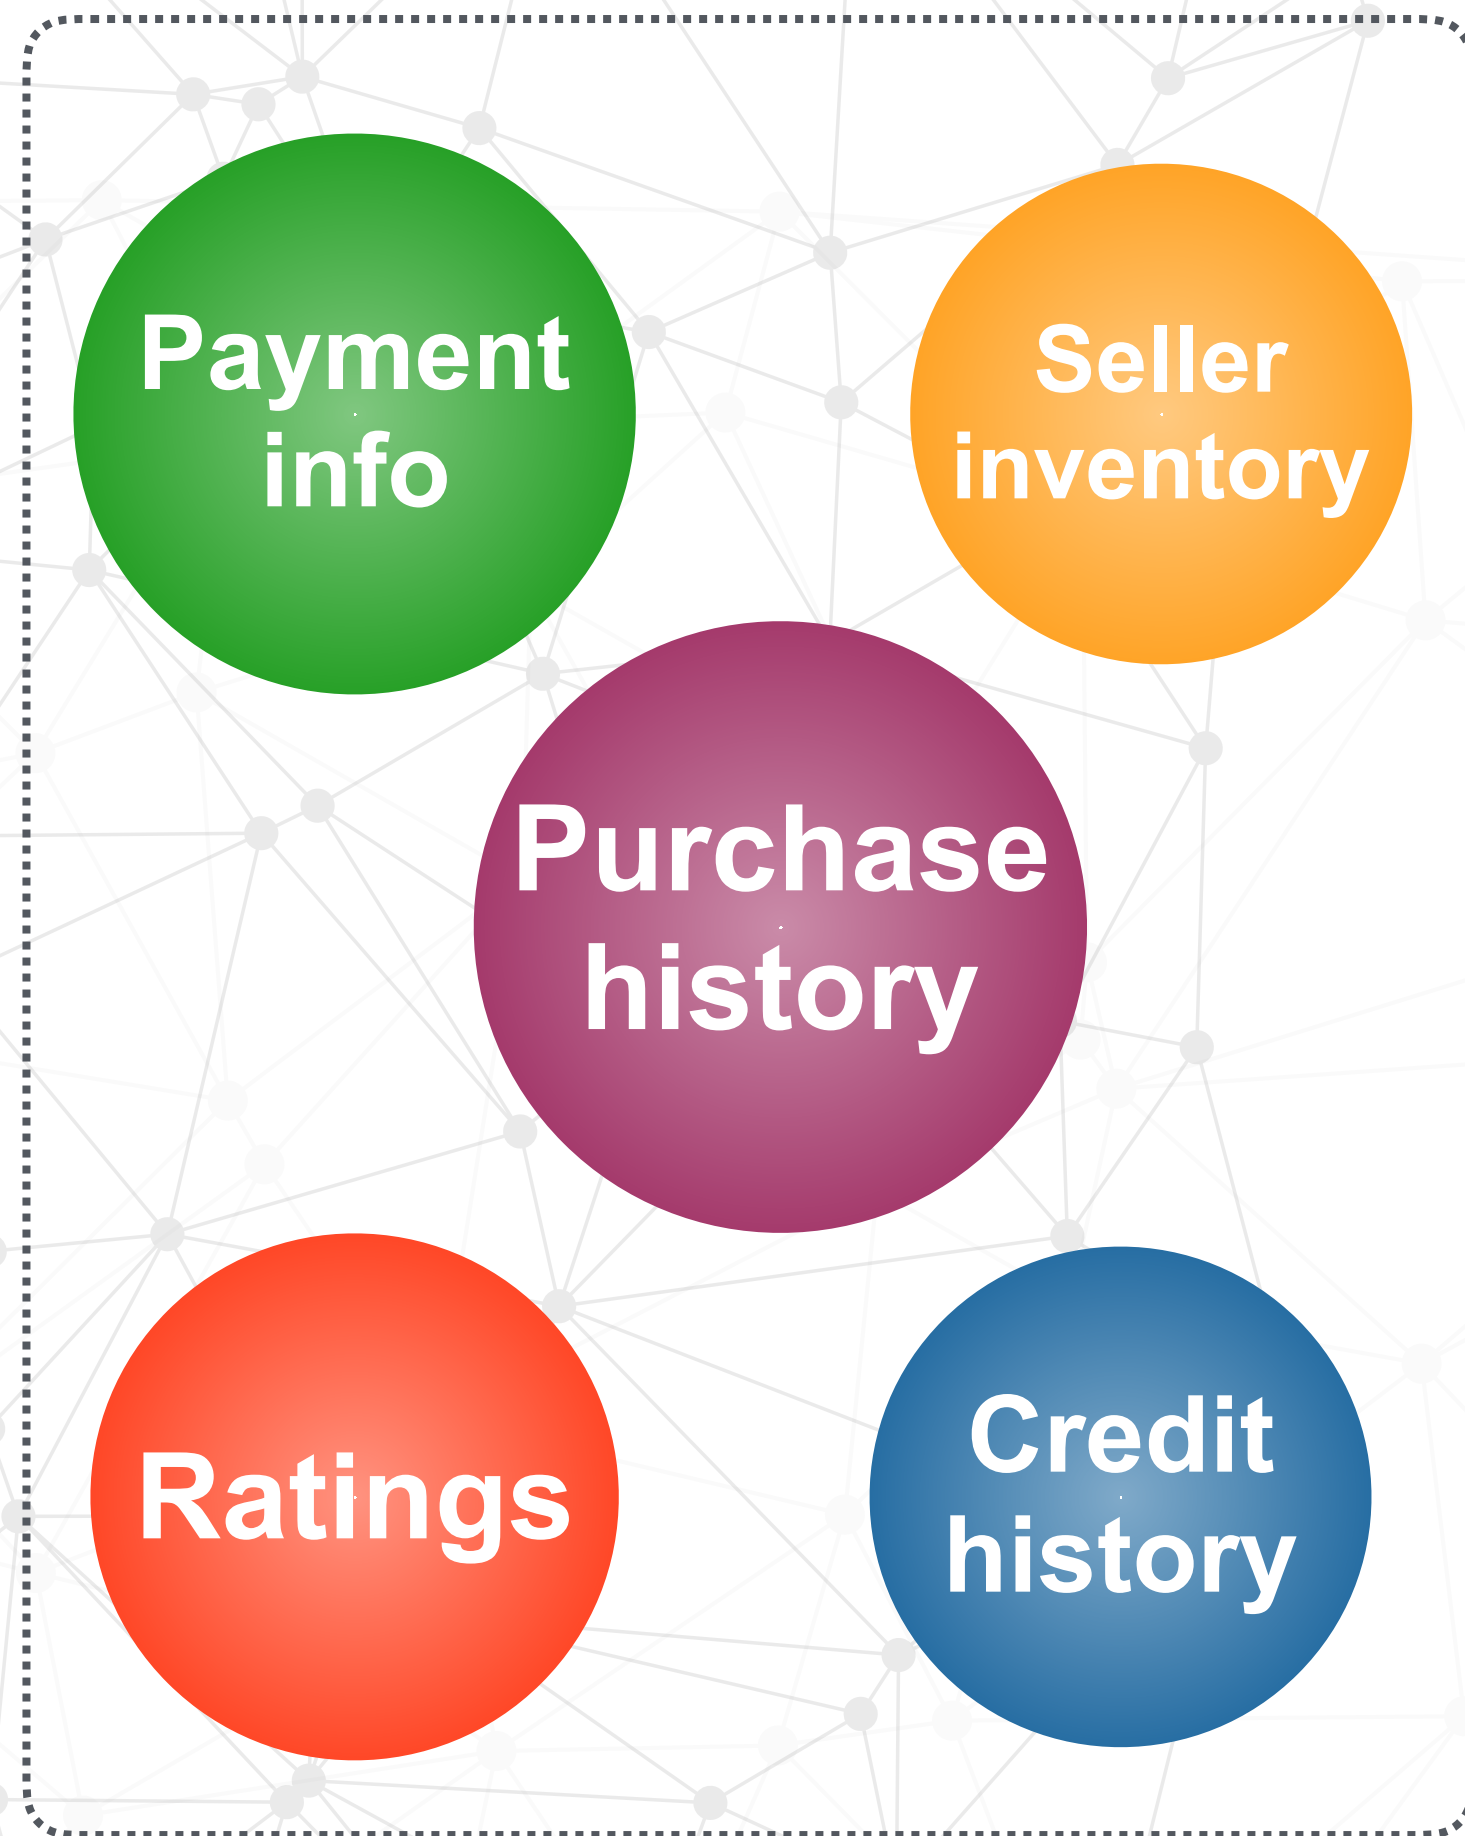 Payment
info
Seller
inventory
Purchase
history
Ratings
Credit
history